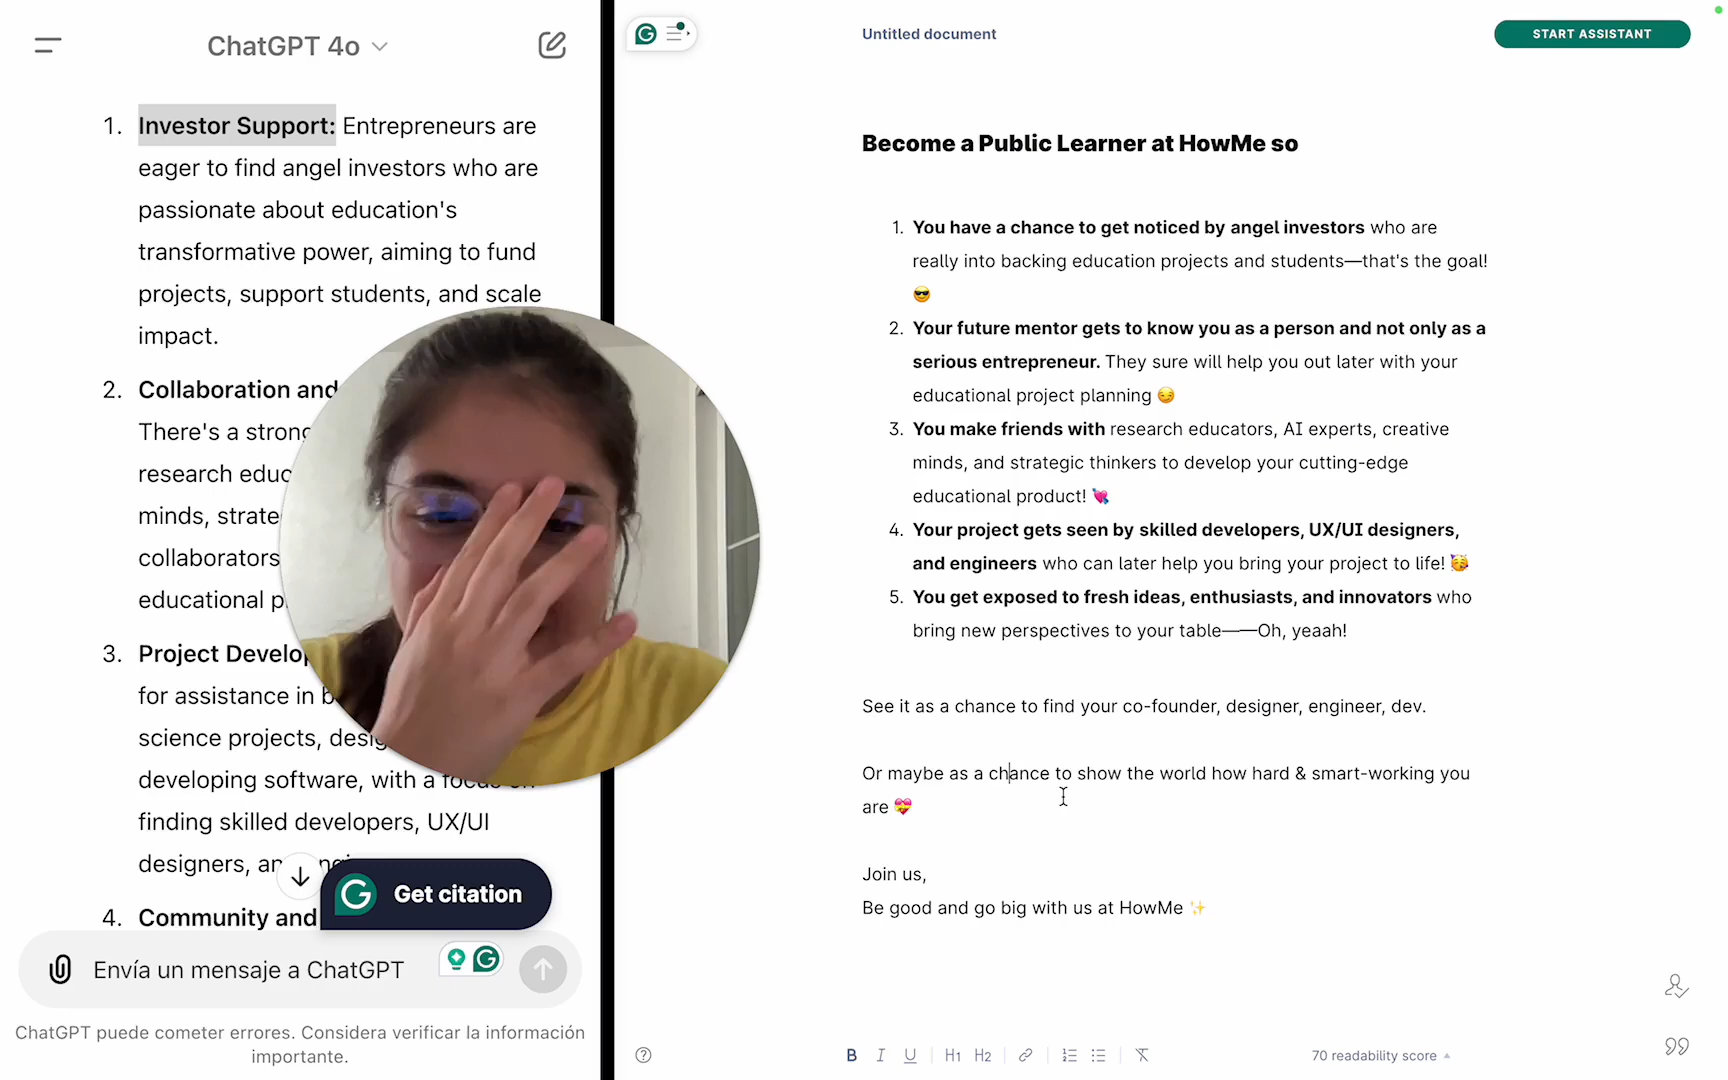 ChatGPT 4o
1. Investor Support: Entrepreneurs are
eager to find angel investors who are
passionate about education's
transformative power, aiming to fund
projects, support students, and scale
impact.
2. Collaboration and
There's a strong
research educ
minds, strate
collaborators
educational p
3. Project Develop
for assistance in b
science projects, desig
developing software, with a focus on
finding skilled developers, UX/UI
designers, an
4. Community and
Get citation
Envía un mensaje a ChatGPT
ChatGPT puede cometer errores. Considera verificar la información
importante.
Untitled document
START ASSISTANT
Become a Public Learner at HowMe so
1. You have a chance to get noticed by angel investors who are
really into backing education projects and students—that's the goal!
😎
2. Your future mentor gets to know you as a person and not only as a
serious entrepreneur. They sure will help you out later with your
educational project planning 😏
3. You make friends with research educators, AI experts, creative
minds, and strategic thinkers to develop your cutting-edge
educational product! 💘
4. Your project gets seen by skilled developers, UX/UI designers,
and engineers who can later help you bring your project to life! 🥳
5. You get exposed to fresh ideas, enthusiasts, and innovators who
bring new perspectives to your table——Oh, yeaah!
See it as a chance to find your co-founder, designer, engineer, dev.
Or maybe as a chance to show the world how hard & smart-working you
are 💝
Join us,
Be good and go big with us at HowMe ✨
B I U H1 H2 70 readability score